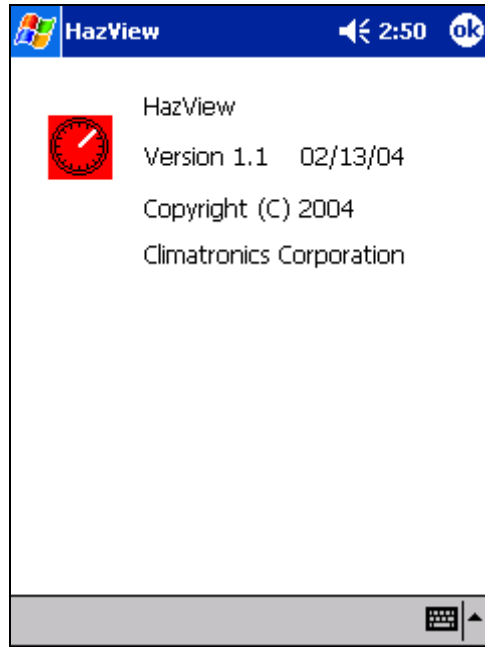 HazView 2:50 ok
HazView
Version 1.1 02/13/04
Copyright (C) 2004
Climatronics Corporation